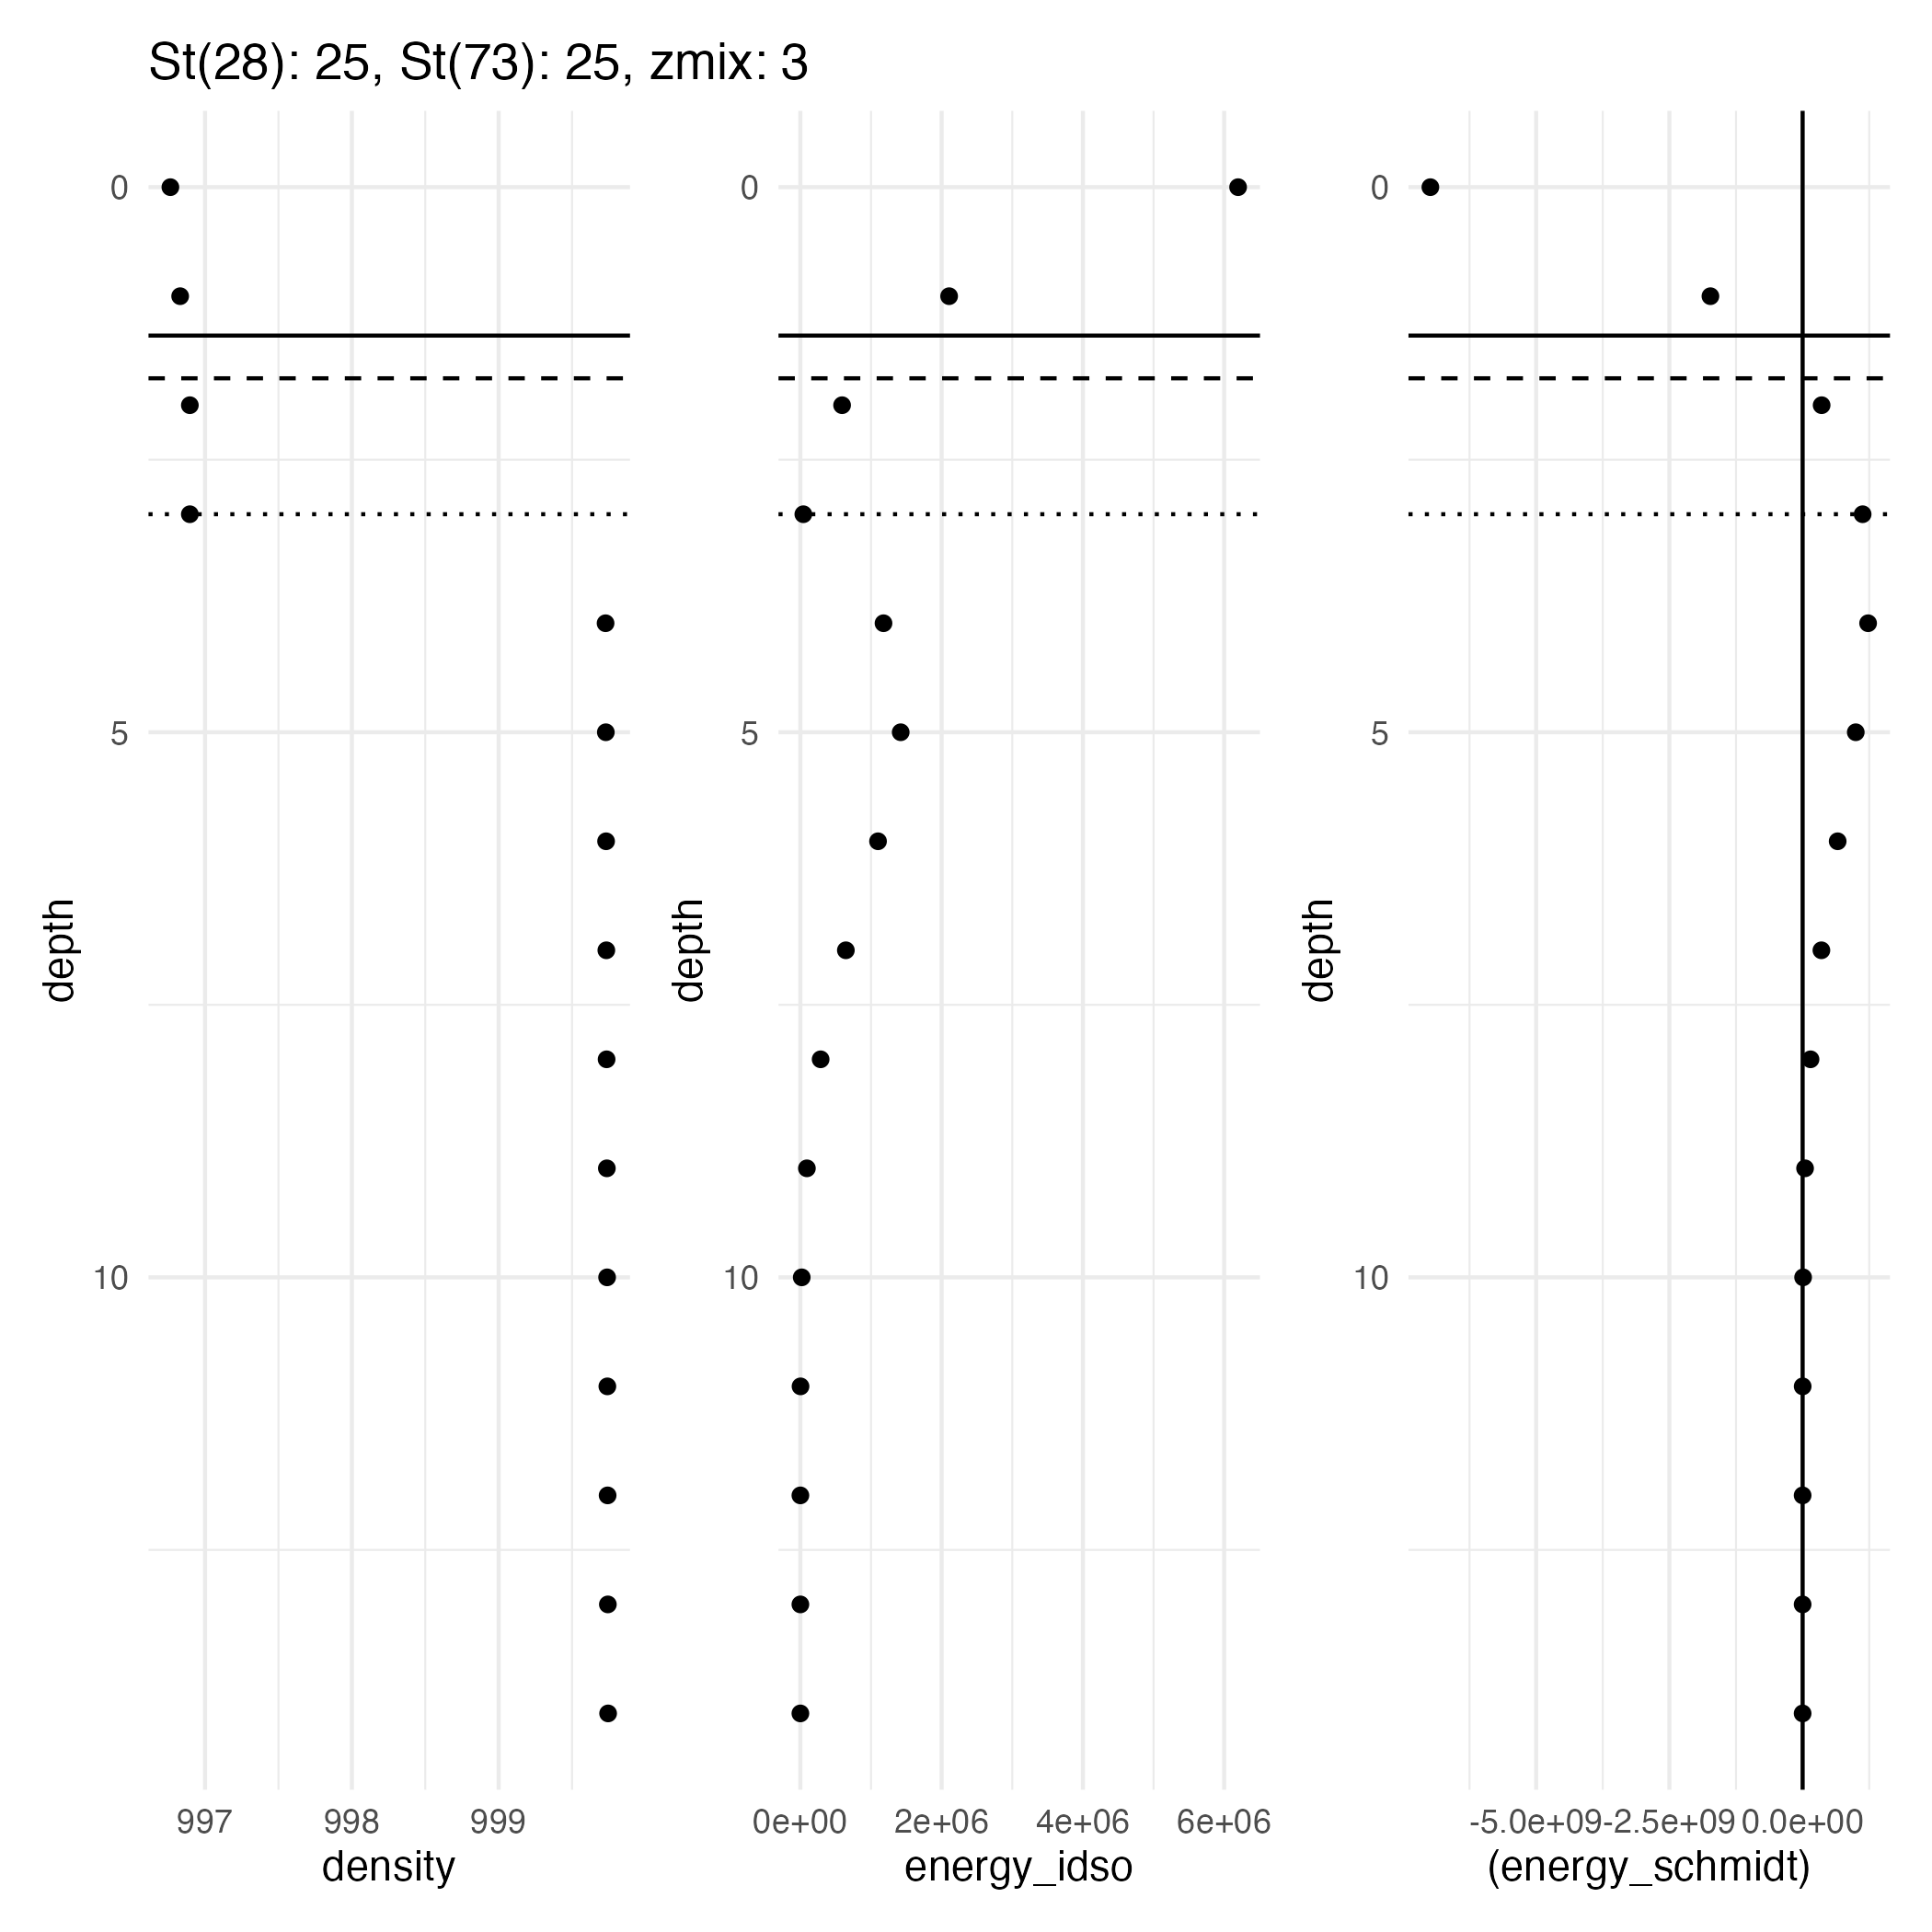 St(28): 25, St(73): 25, zmix: 3
0
5
10
depth
997 998 999
density
0
5
10
depth
0e+00 2e+06 4e+06 6e+06
energy_idso
0
5
10
depth
-5.0e+09 -2.5e+09 0.0e+00
(energy_schmidt)